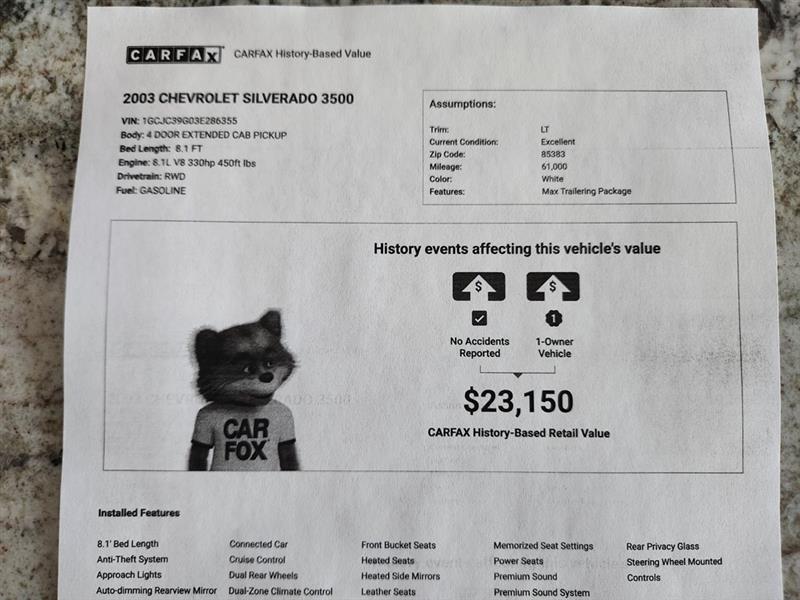 CARFAX CARFAX History-Based Value
2003 CHEVROLET SILVERADO 3500
VIN: 1GCJC39G03E286355
Body: 4 DOOR EXTENDED CAB PICKUP
Bed Length: 8.1 FT
Engine: 8.1L V8 330hp 450ft lbs
Drivetrain: RWD
Fuel: GASOLINE
Assumptions:
Trim: LT
Current Condition: Excellent
Zip Code: 85383
Mileage: 61,000
Color: White
Features: Max Trailering Package
History events affecting this vehicle's value
$ $
1
No Accidents Reported
1-Owner Vehicle
$23,150
CARFAX History-Based Retail Value
CAR
FOX
Installed Features
8.1' Bed Length
Anti-Theft System
Approach Lights
Auto-dimming Rearview Mirror
Connected Car
Cruise Control
Dual Rear Wheels
Dual-Zone Climate Control
Front Bucket Seats
Heated Seats
Heated Side Mirrors
Leather Seats
Memorized Seat Settings
Power Seats
Premium Sound
Premium Sound System
Rear Privacy Glass
Steering Wheel Mounted
Controls